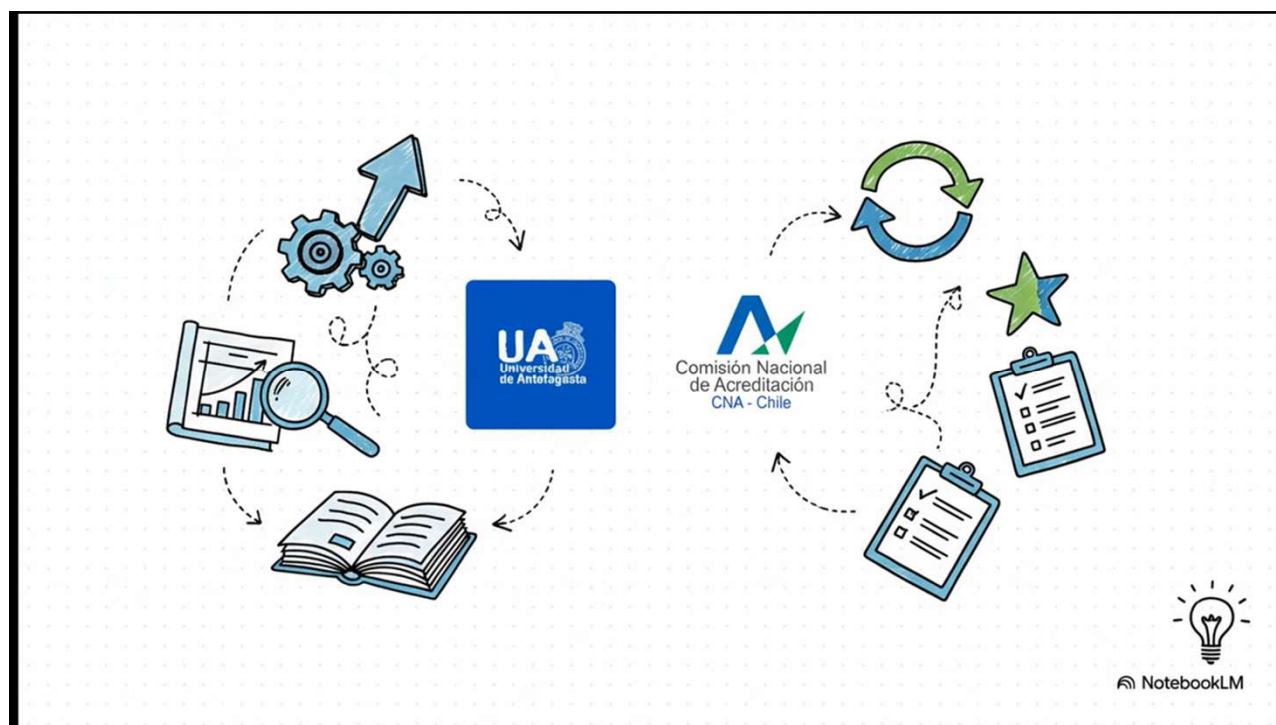 UA
Universidad
de Antofagasta
Comisión Nacional
de Acreditación
CNA - Chile
NotebookLM